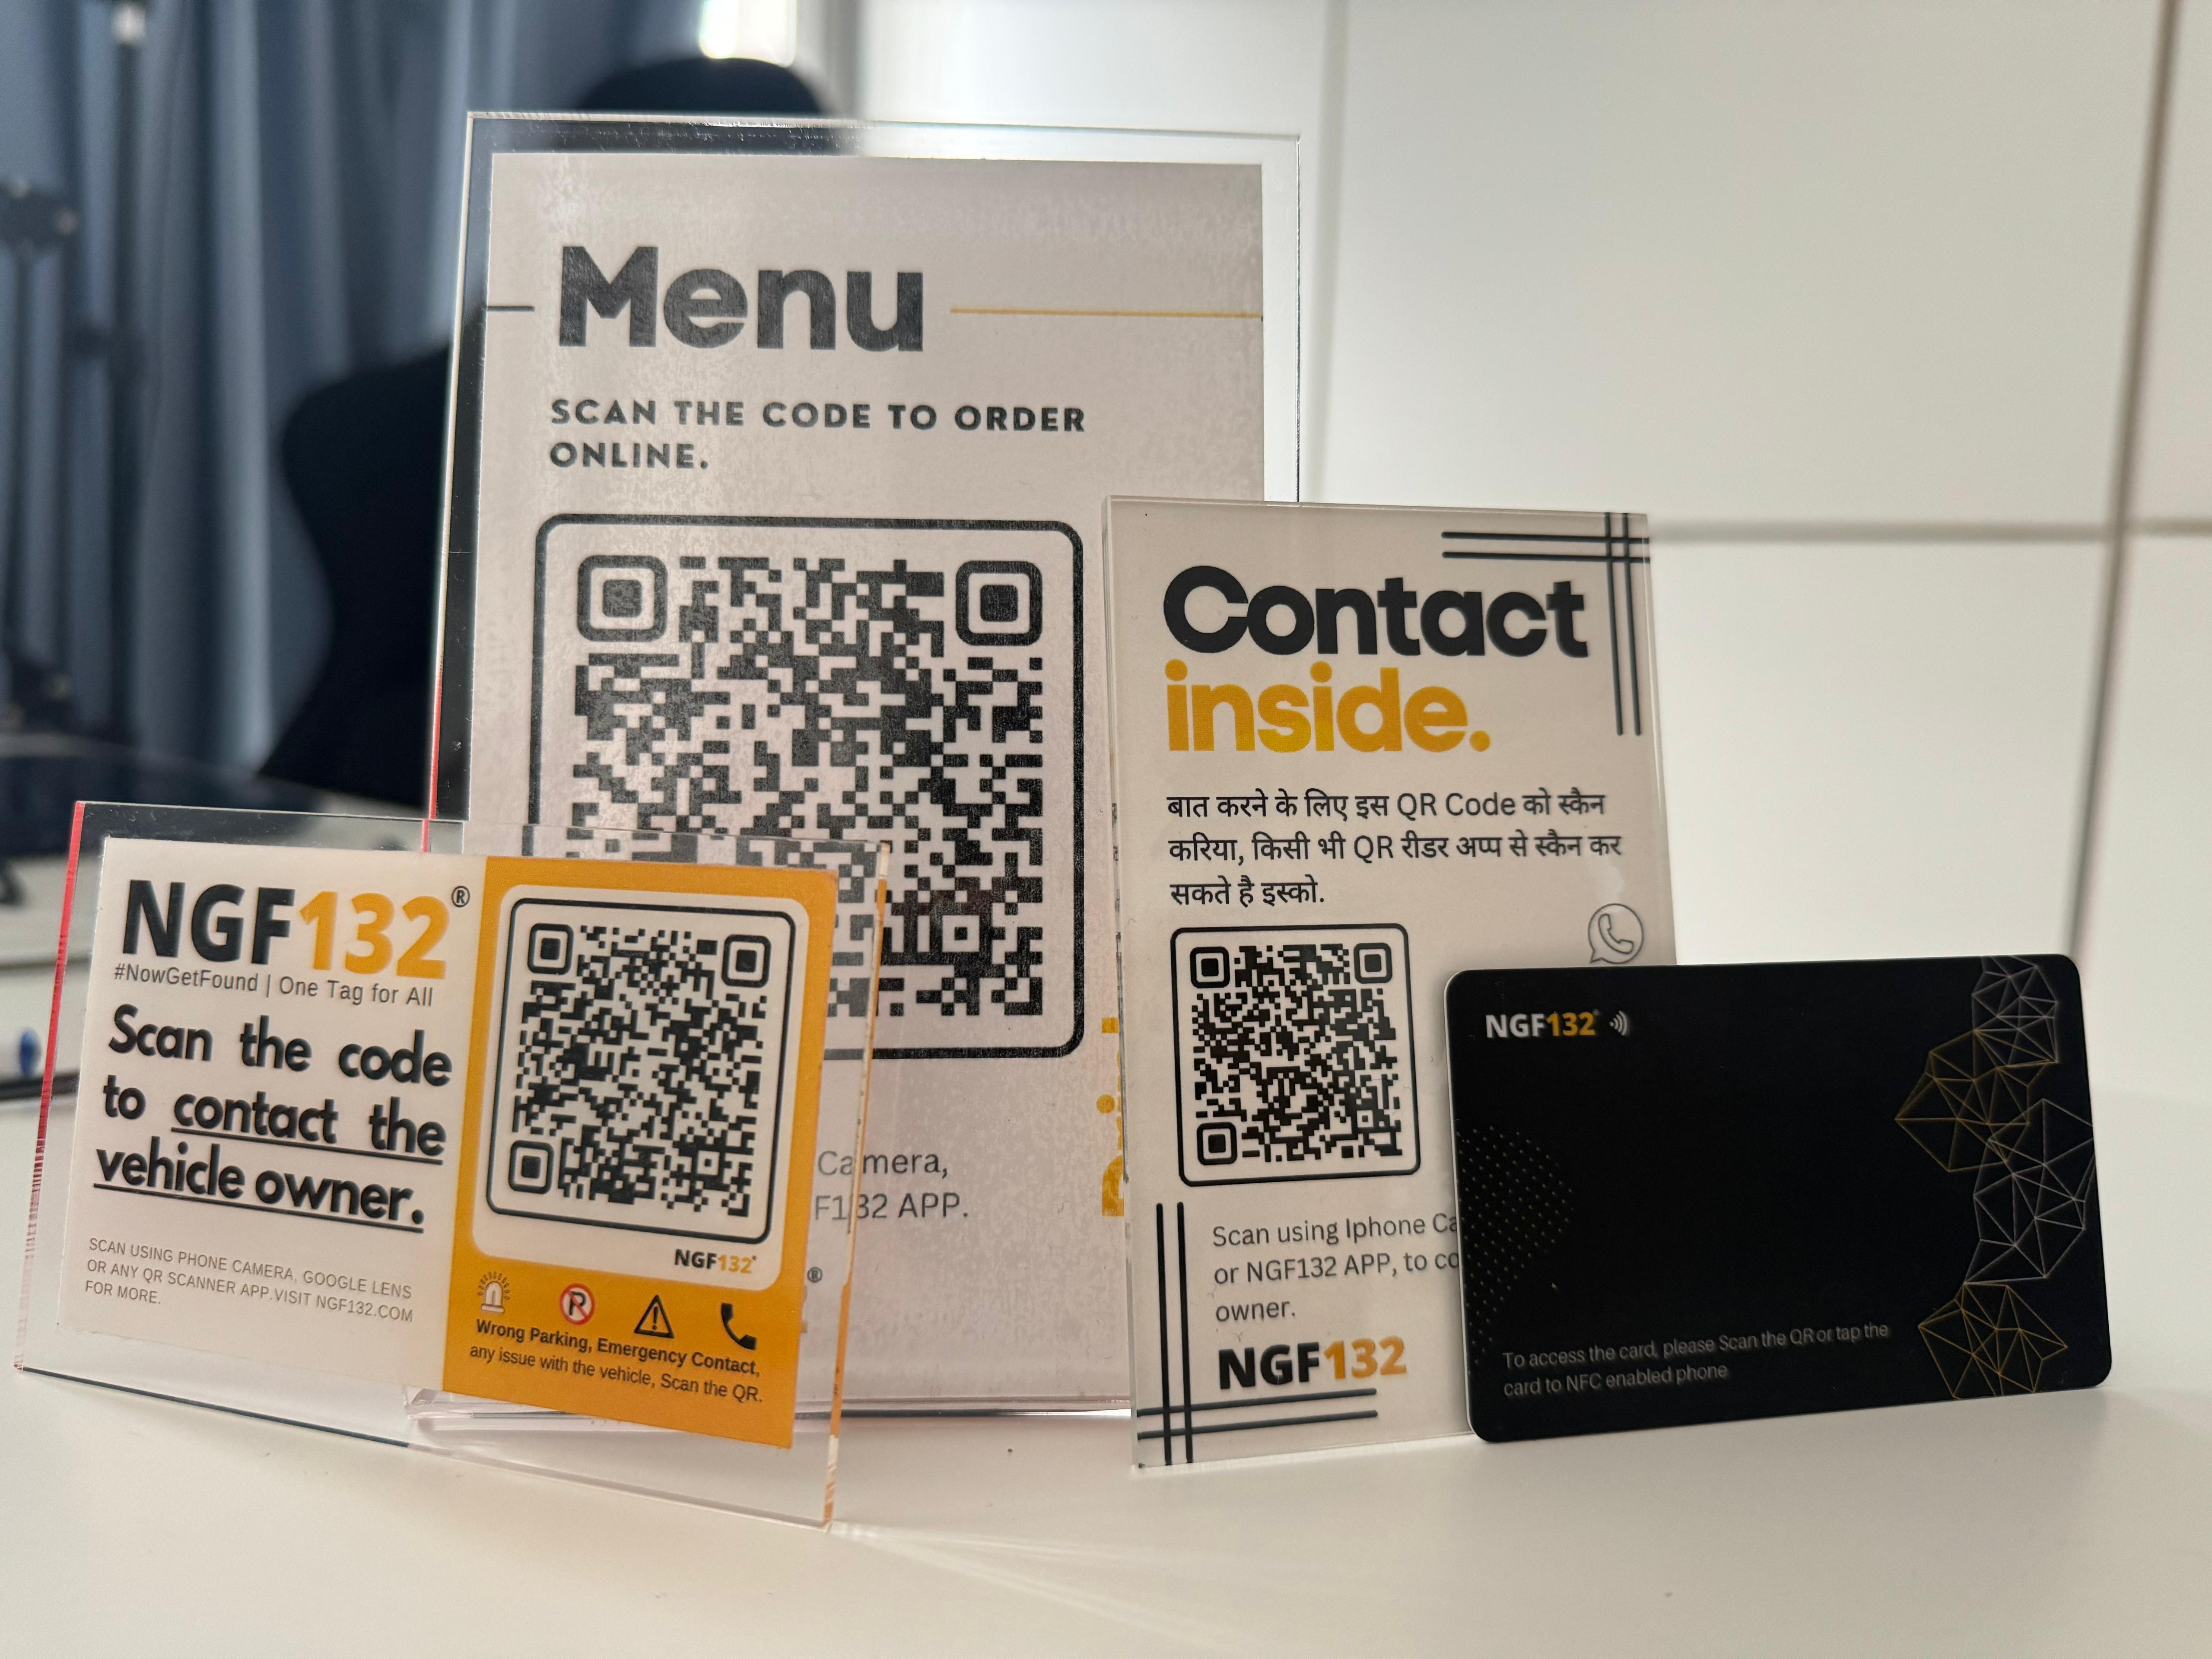 Menu
SCAN THE CODE TO ORDER
ONLINE.
Camera,
F132 APP.
®
Contact
inside.
बात करने के लिए इस QR Code को स्कैन
करिया, किसी भी QR रीडर अप्प से स्कैन कर
सकते है इस्को.
Scan using Iphone Ca
or NGF132 APP, to co
owner.
NGF132
NGF132®
#NowGetFound | One Tag for All
Scan the code
to contact the
vehicle owner.
SCAN USING PHONE CAMERA, GOOGLE LENS
OR ANY QR SCANNER APP.VISIT NGF132.COM
FOR MORE.
NGF132
P
Wrong Parking, Emergency Contact,
any issue with the vehicle, Scan the QR.
NGF132
To access the card, please Scan the QR or tap the
card to NFC enabled phone